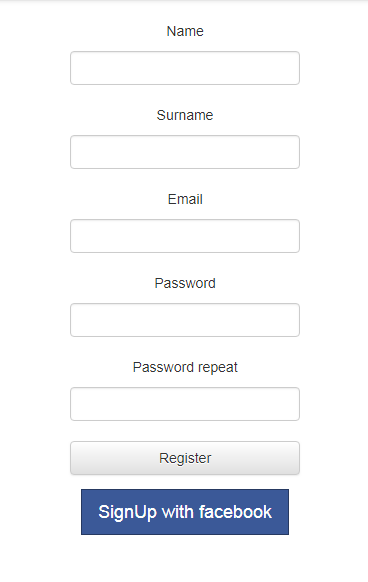 Name
Surname
Email
Password
Password repeat
Register
SignUp with facebook